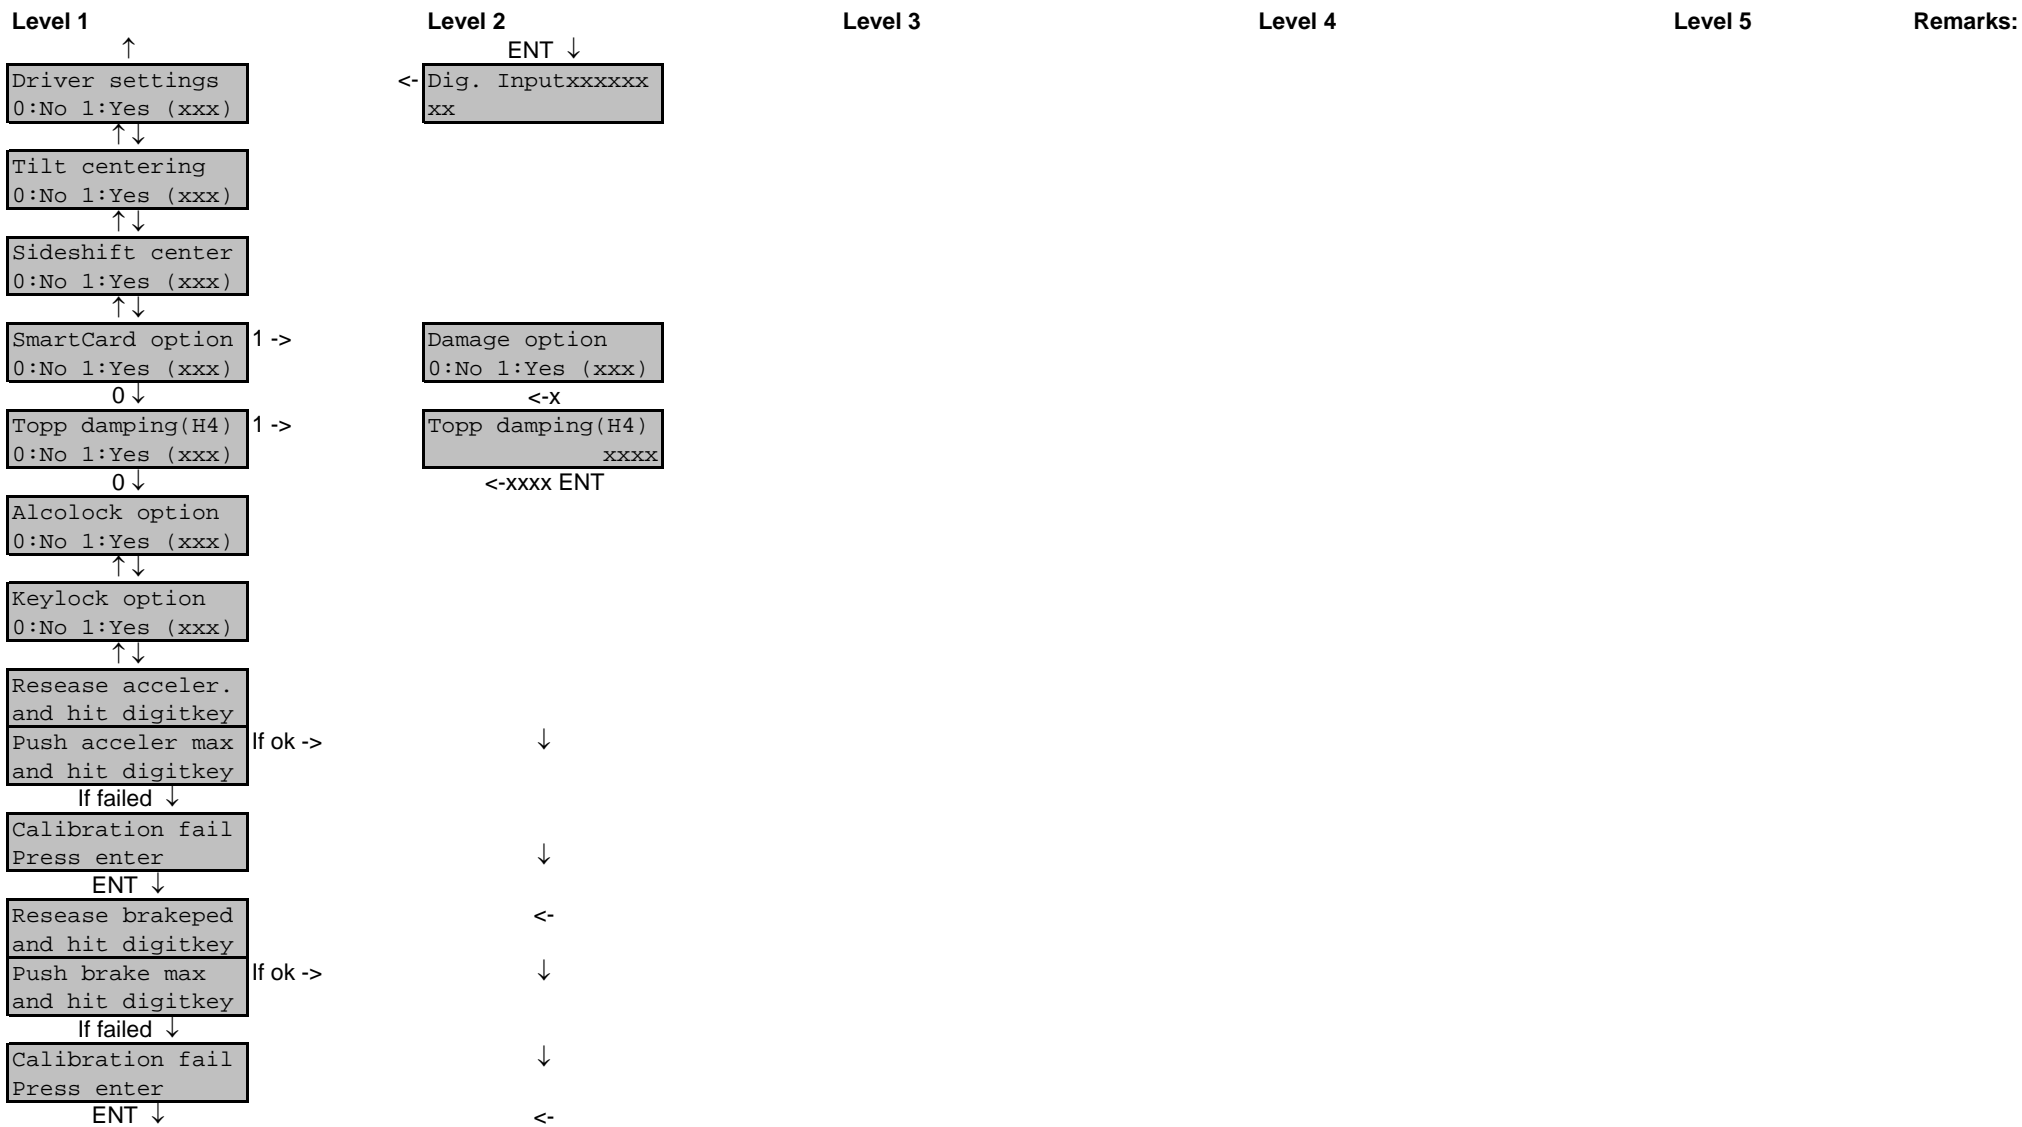 Level 1 Level 2 Level 3 Level 4 Level 5 Remarks:
↑ ENT ↓
Driver settings <- Dig. Inputxxxxxx
0:No 1:Yes (xxx) xx
↑↓
Tilt centering
0:No 1:Yes (xxx)
↑↓
Sideshift center
0:No 1:Yes (xxx)
↑↓
SmartCard option 1 -> Damage option
0:No 1:Yes (xxx) 0:No 1:Yes (xxx)
0 ↓ <-x
Topp damping(H4) 1 -> Topp damping(H4)
0:No 1:Yes (xxx) xxxx
0 ↓ <-xxxx ENT
Alcolock option
0:No 1:Yes (xxx)
↑↓
Keylock option
0:No 1:Yes (xxx)
↑↓
Resease acceler.
and hit digitkey
Push acceler max If ok -> ↓
and hit digitkey
If failed ↓
Calibration fail
Press enter ↓
ENT ↓
Resease brakeped <-
and hit digitkey
Push brake max If ok -> ↓
and hit digitkey
If failed ↓
Calibration fail ↓
Press enter
ENT ↓ <-